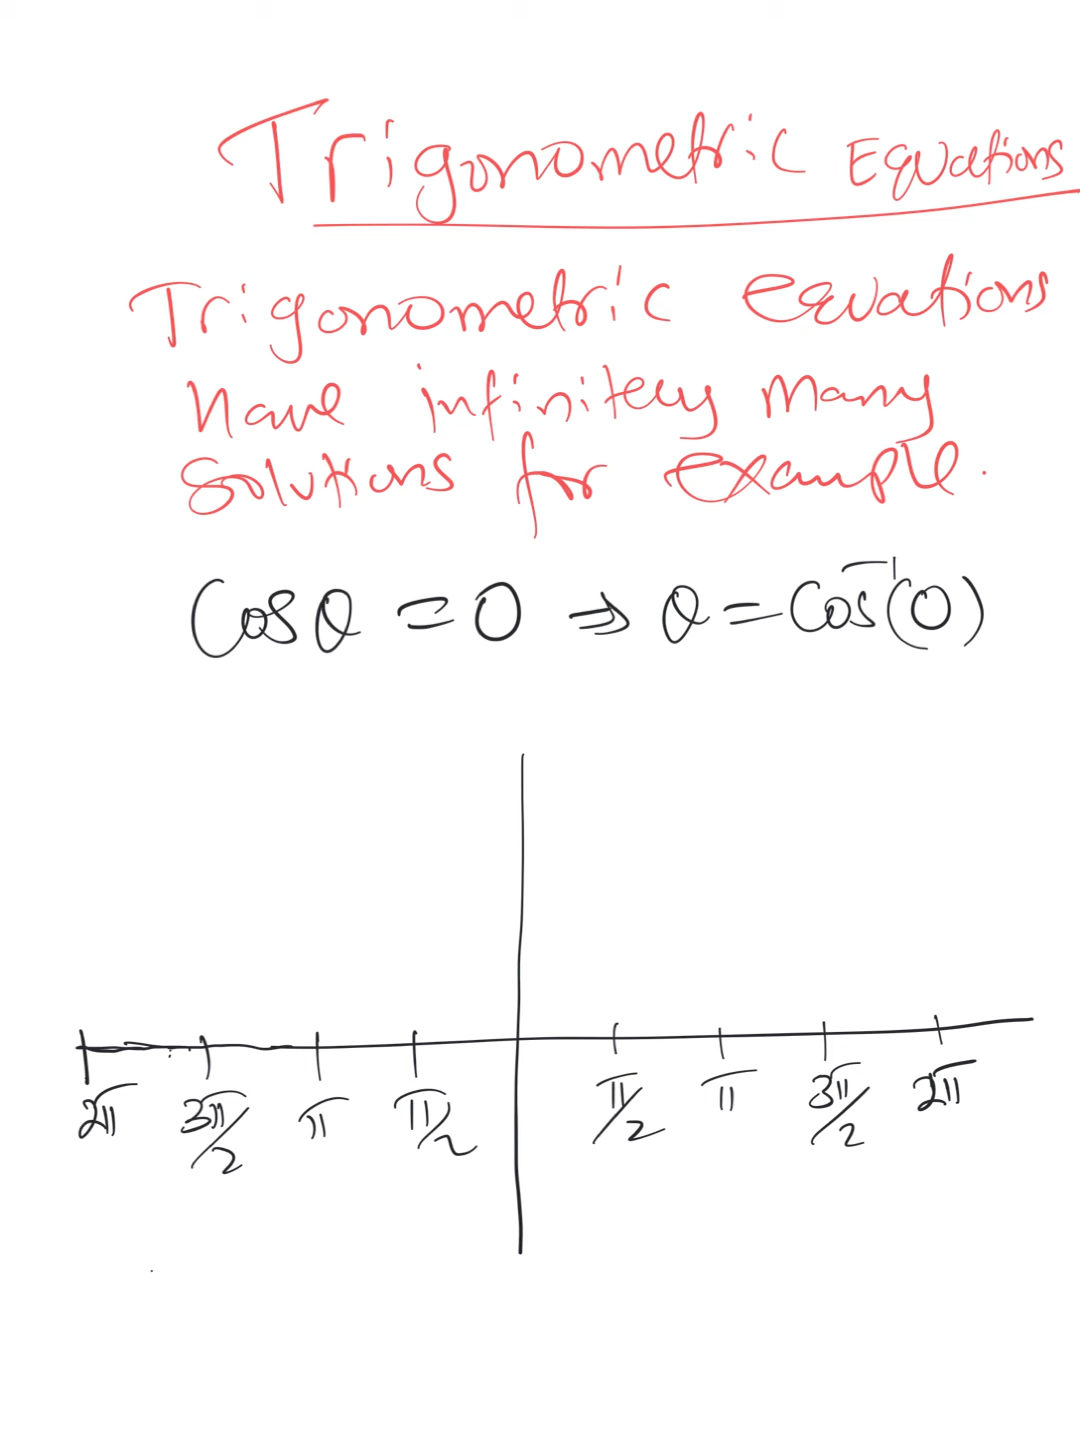 Trigonometric Equations
Trigonometric equations
have infinitely many
solutions for example.
Cos θ = 0 ⇒ θ = Cos⁻¹(0)
2π 3π/2 π π/2 π/2 π 3π/2 2π